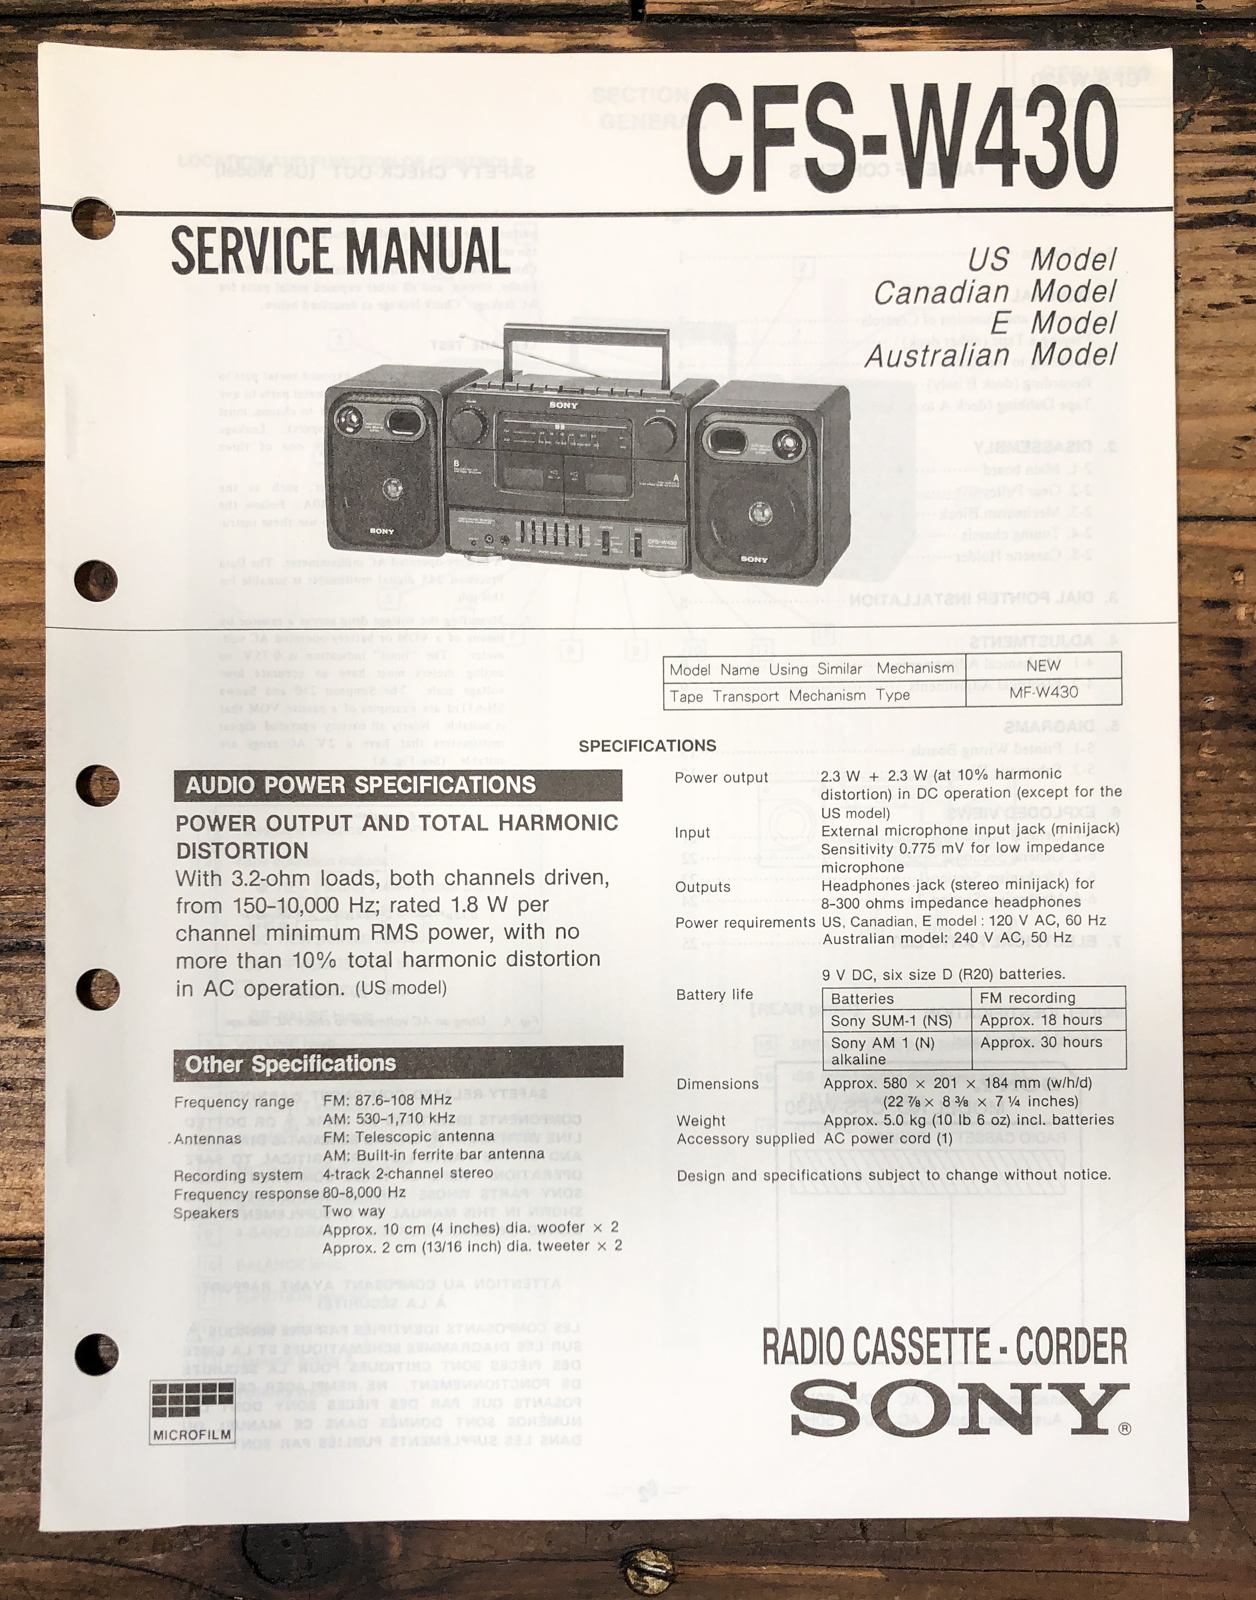 CFS-W430
SERVICE MANUAL
US Model
Canadian Model
E Model
Australian Model
SONY
SONY
SONY
B
A
CFS-W430
Model Name Using Similar Mechanism NEW
Tape Transport Mechanism Type MF-W430
SPECIFICATIONS
AUDIO POWER SPECIFICATIONS
POWER OUTPUT AND TOTAL HARMONIC
DISTORTION
With 3.2-ohm loads, both channels driven,
from 150–10,000 Hz; rated 1.8 W per
channel minimum RMS power, with no
more than 10% total harmonic distortion
in AC operation. (US model)
Other Specifications
Frequency range FM: 87.6–108 MHz
AM: 530–1,710 kHz
Antennas FM: Telescopic antenna
AM: Built-in ferrite bar antenna
Recording system 4-track 2-channel stereo
Frequency response 80–8,000 Hz
Speakers Two way
Approx. 10 cm (4 inches) dia. woofer × 2
Approx. 2 cm (13/16 inch) dia. tweeter × 2
Power output 2.3 W + 2.3 W (at 10% harmonic
distortion) in DC operation (except for the
US model)
Input External microphone input jack (minijack)
Sensitivity 0.775 mV for low impedance
microphone
Outputs Headphones jack (stereo minijack) for
8–300 ohms impedance headphones
Power requirements US, Canadian, E model : 120 V AC, 60 Hz
Australian model: 240 V AC, 50 Hz
9 V DC, six size D (R20) batteries.
Battery life Batteries FM recording
Sony SUM-1 (NS) Approx. 18 hours
Sony AM 1 (N) Approx. 30 hours
alkaline
Dimensions Approx. 580 × 201 × 184 mm (w/h/d)
(22 7/8 × 8 3/8 × 7 1/4 inches)
Weight Approx. 5.0 kg (10 lb 6 oz) incl. batteries
Accessory supplied AC power cord (1)
Design and specifications subject to change without notice.
RADIO CASSETTE - CORDER
SONY®
MICROFILM